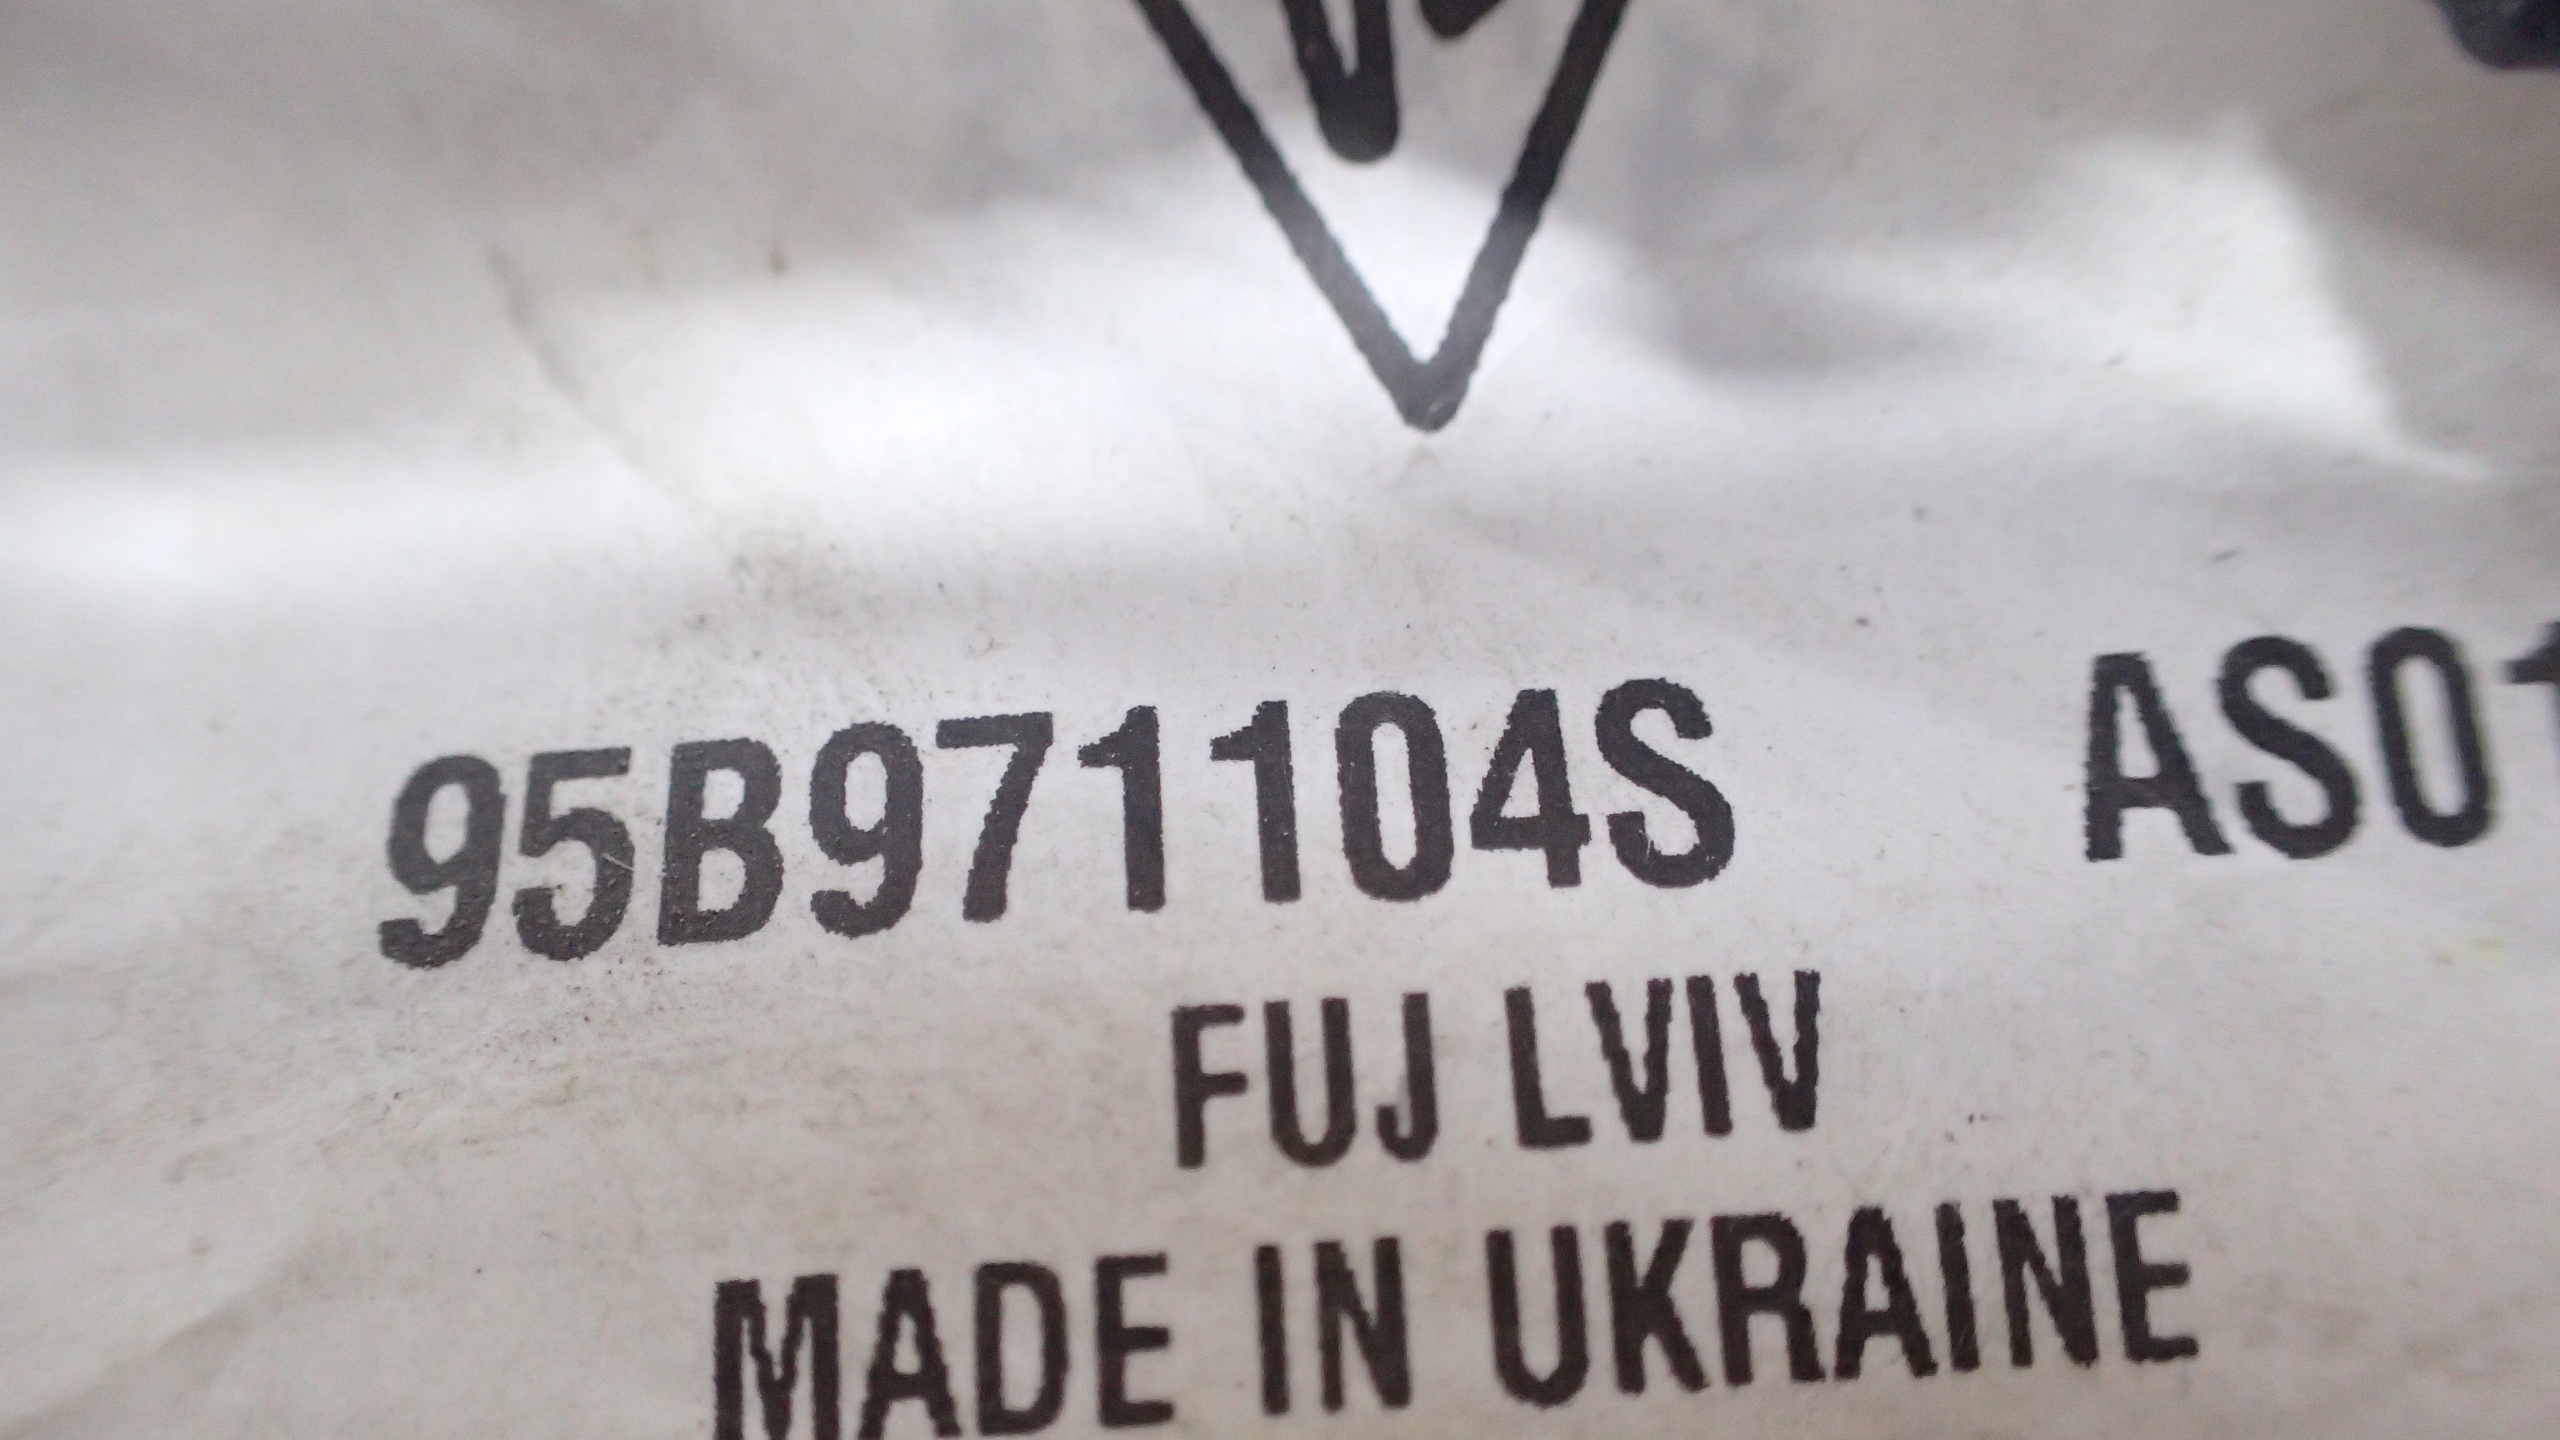 95B971104S AS01
FUJ LVIV
MADE IN UKRAINE